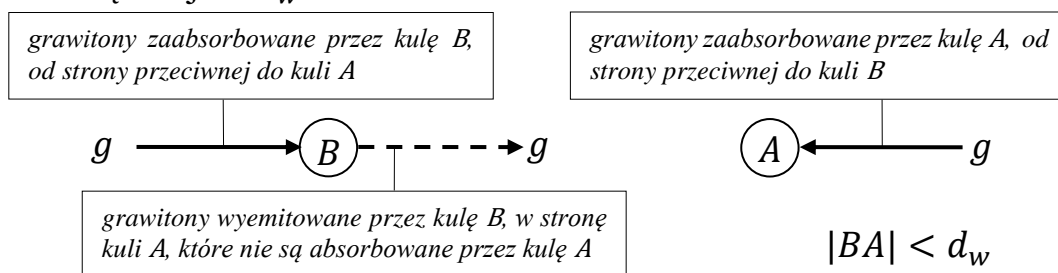 grawitony zaabsorbowane przez kulę B,
od strony przeciwnej do kuli A
grawitony zaabsorbowane przez kulę A, od
strony przeciwnej do kuli B
g B g A g
grawitony wyemitowane przez kulę B, w stronę
kuli A, które nie są absorbowane przez kulę A
|BA| < d_w